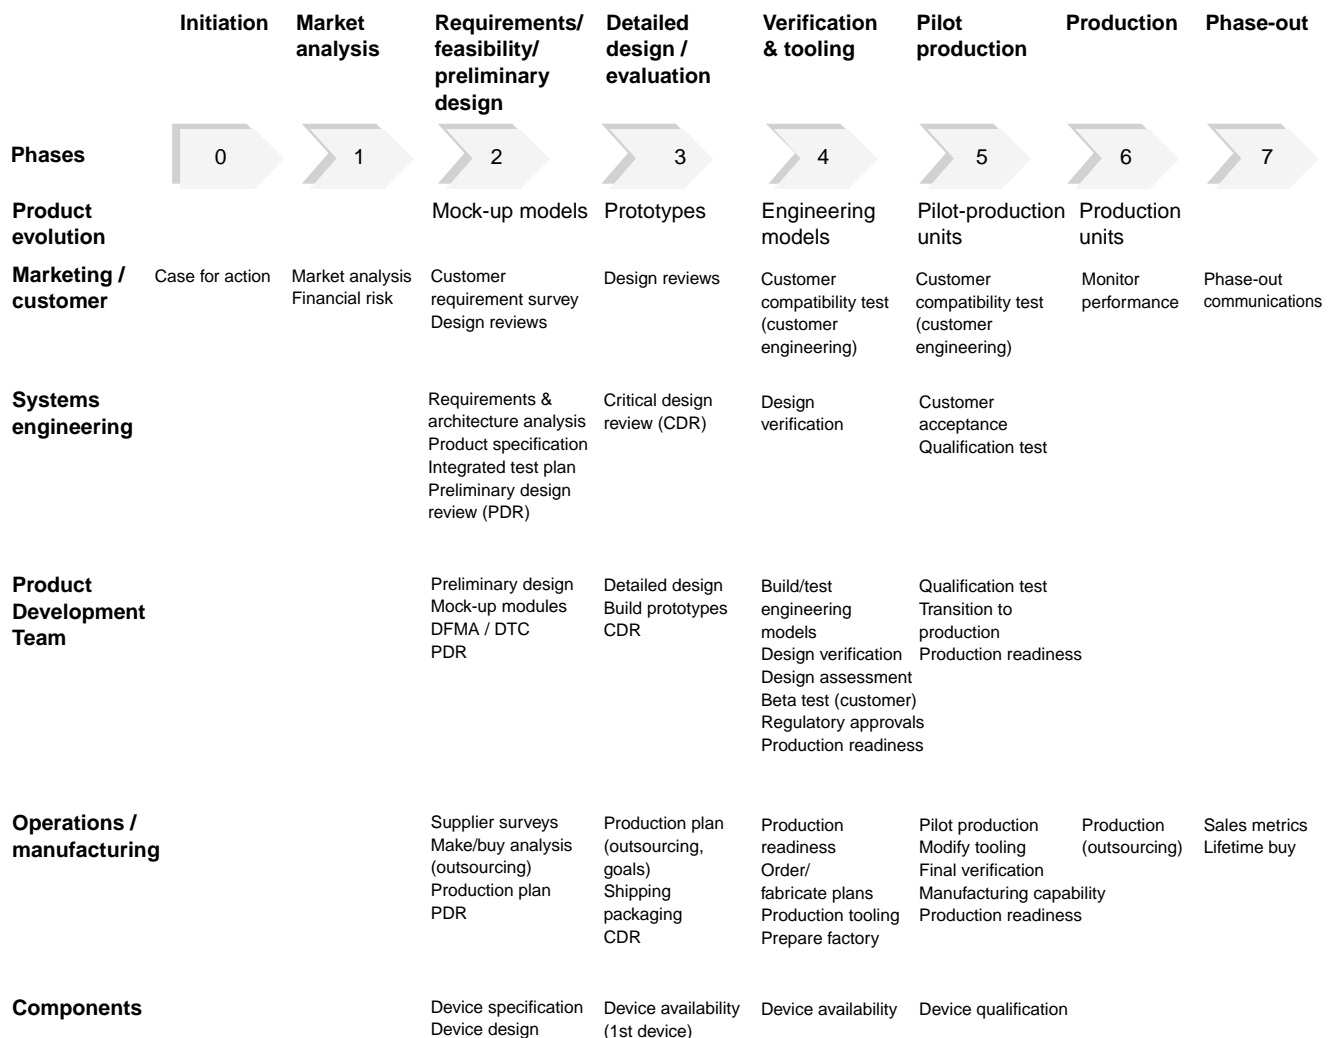 Initiation
Market
analysis
Requirements/
feasibility/
preliminary
design
Detailed
design /
evaluation
Verification
& tooling
Pilot
production
Production
Phase-out
Phases
0
1
2
3
4
5
6
7
Product
evolution
Mock-up models
Prototypes
Engineering
models
Pilot-production
units
Production
units
Marketing /
customer
Case for action
Market analysis
Financial risk
Customer
requirement survey
Design reviews
Design reviews
Customer
compatibility test
(customer
engineering)
Customer
compatibility test
(customer
engineering)
Monitor
performance
Phase-out
communications
Systems
engineering
Requirements &
architecture analysis
Product specification
Integrated test plan
Preliminary design
review (PDR)
Critical design
review (CDR)
Design
verification
Customer
acceptance
Qualification test
Product
Development
Team
Preliminary design
Mock-up modules
DFMA / DTC
PDR
Detailed design
Build prototypes
CDR
Build/test
engineering
models
Design verification
Design assessment
Beta test (customer)
Regulatory approvals
Production readiness
Qualification test
Transition to
production
Production readiness
Operations /
manufacturing
Supplier surveys
Make/buy analysis
(outsourcing)
Production plan
PDR
Production plan
(outsourcing,
goals)
Shipping
packaging
CDR
Production
readiness
Order/
fabricate plans
Production tooling
Prepare factory
Pilot production
Modify tooling
Final verification
Manufacturing capability
Production readiness
Production
(outsourcing)
Sales metrics
Lifetime buy
Components
Device specification
Device design
Device availability
(1st device)
Device availability
Device qualification